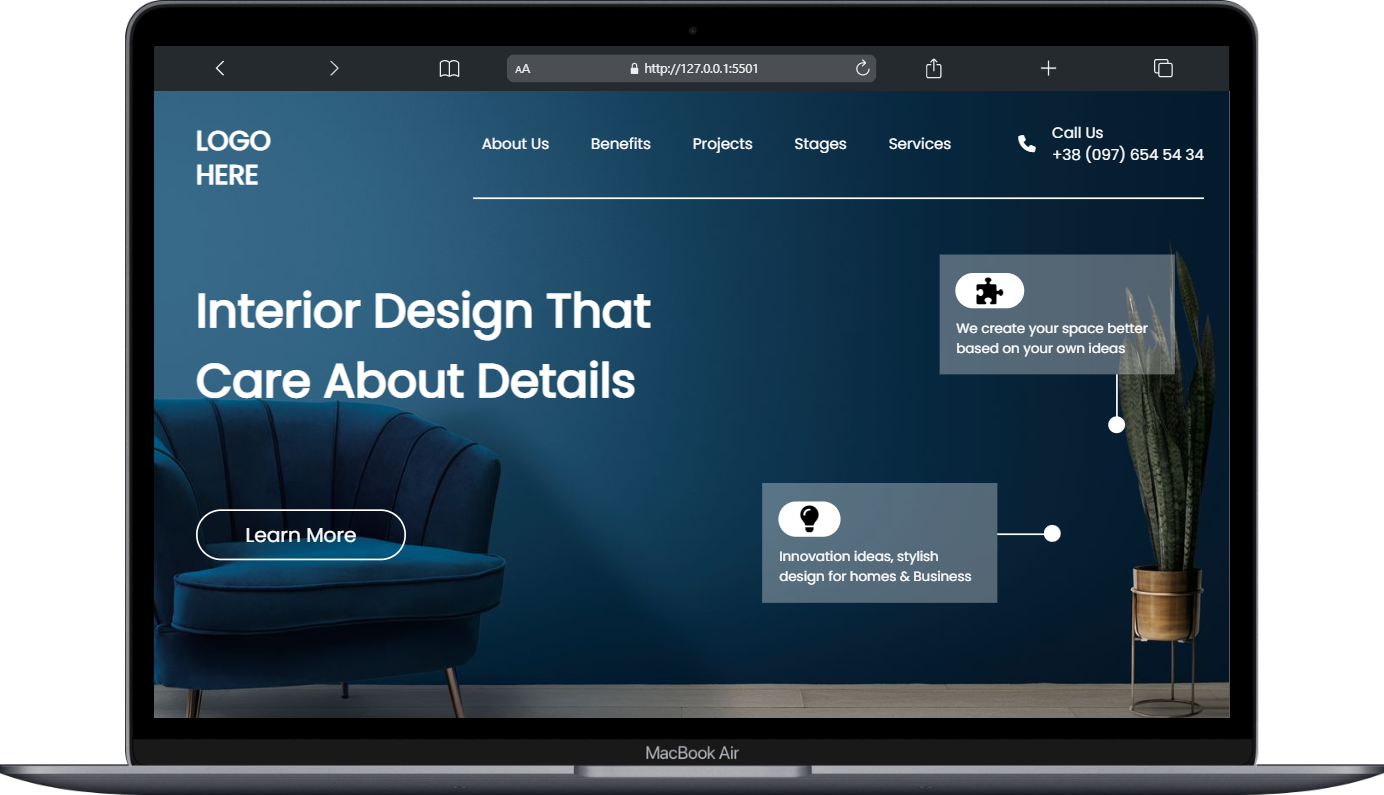 AA
http://127.0.0.1:5501
LOGO
HERE
About Us
Benefits
Projects
Stages
Services
Call Us
+38 (097) 654 54 34
Interior Design That
Care About Details
We create your space better
based on your own ideas
Learn More
Innovation ideas, stylish
design for homes & Business
MacBook Air